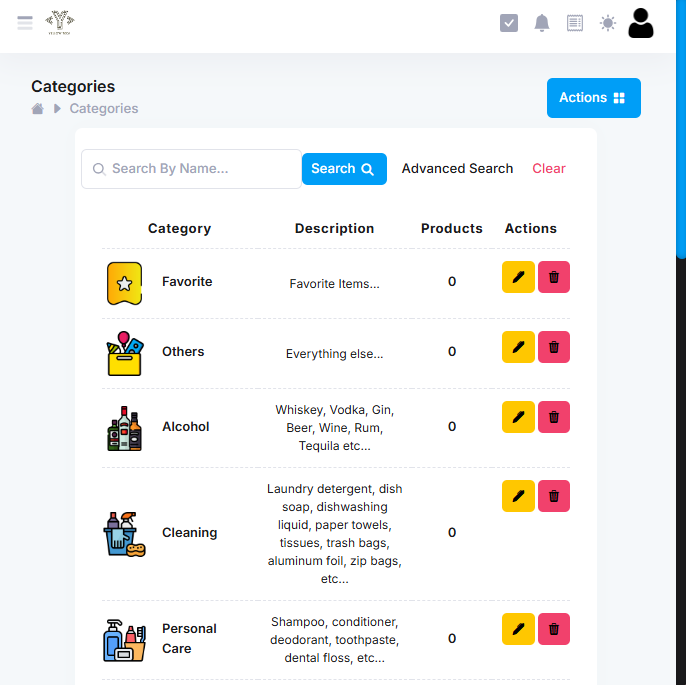 Categories
Categories
Actions
Search By Name...
Search
Advanced Search
Clear
Category Description Products Actions
Favorite
Favorite Items...
0
Others
Everything else...
0
Alcohol
Whiskey, Vodka, Gin,
Beer, Wine, Rum,
Tequila etc...
0
Cleaning
Laundry detergent, dish
soap, dishwashing
liquid, paper towels,
tissues, trash bags,
aluminum foil, zip bags,
etc...
0
Personal
Care
Shampoo, conditioner,
deodorant, toothpaste,
dental floss, etc...
0